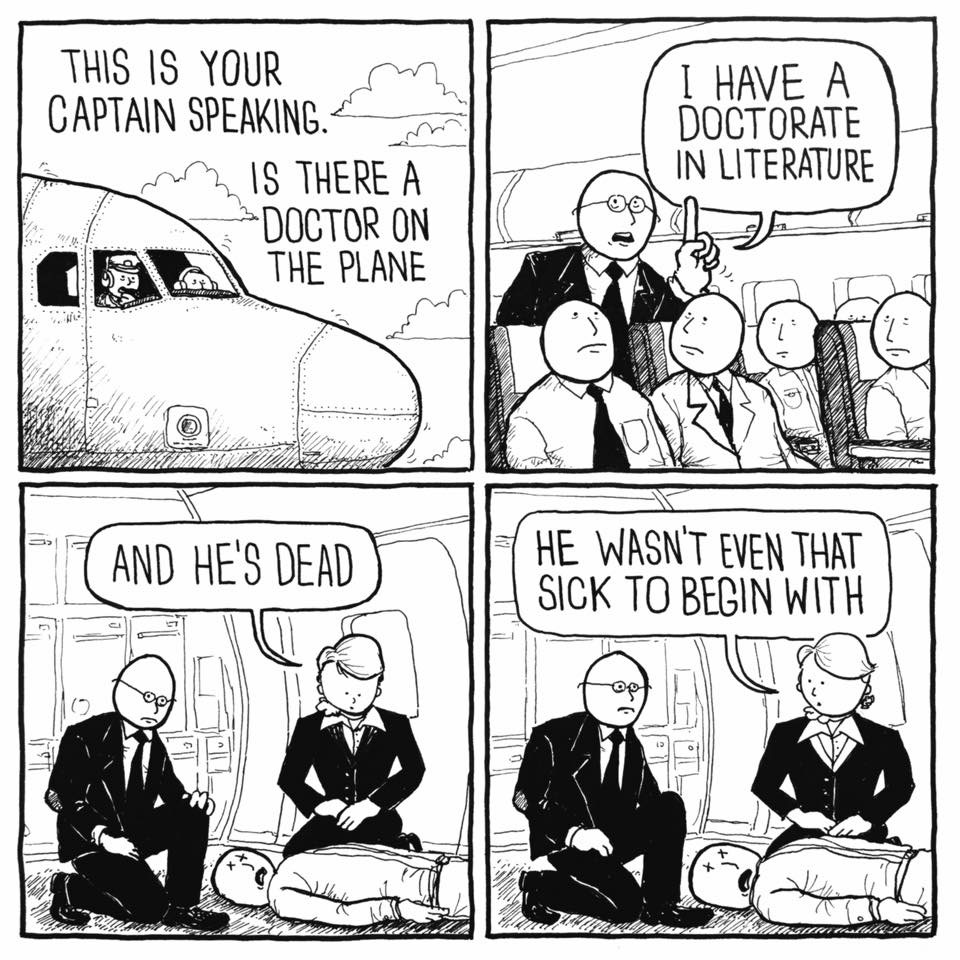 THIS IS YOUR
CAPTAIN SPEAKING.
IS THERE A
DOCTOR ON
THE PLANE
I HAVE A
DOCTORATE
IN LITERATURE
AND HE'S DEAD
HE WASN'T EVEN THAT
SICK TO BEGIN WITH